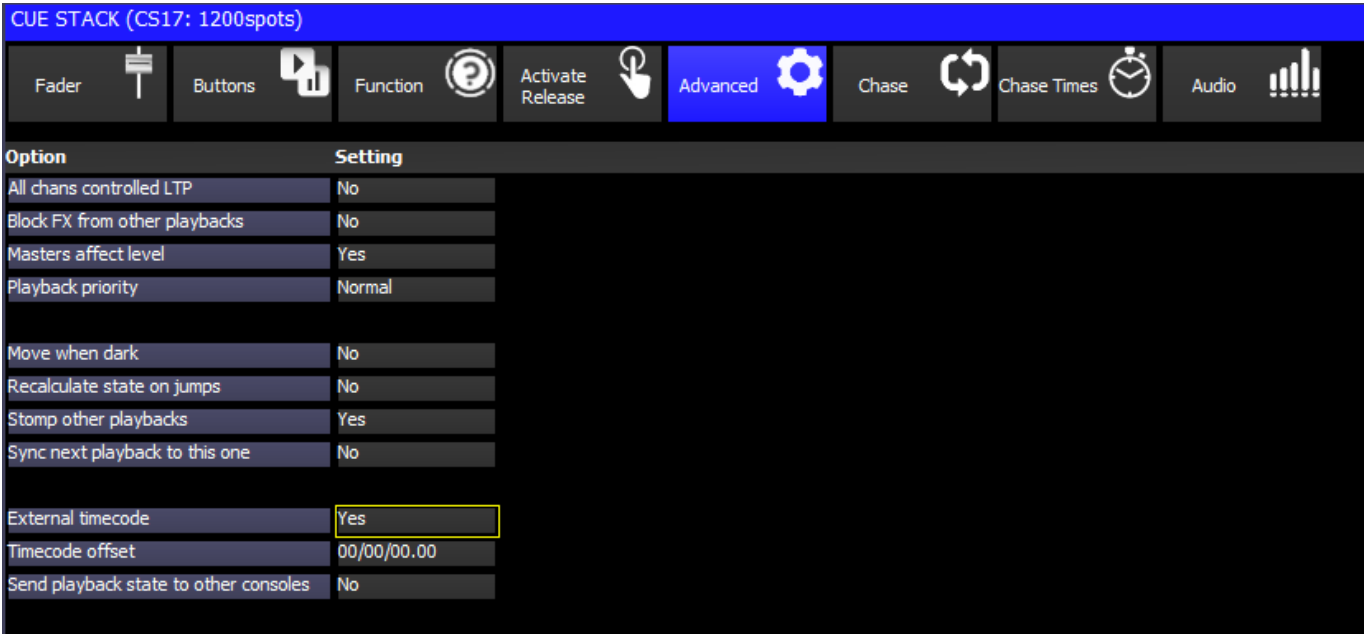 CUE STACK (CS17: 1200spots)
Fader Buttons Function Activate Release Advanced Chase Chase Times Audio
Option Setting
All chans controlled LTP No
Block FX from other playbacks No
Masters affect level Yes
Playback priority Normal
Move when dark No
Recalculate state on jumps No
Stomp other playbacks Yes
Sync next playback to this one No
External timecode Yes
Timecode offset 00/00/00.00
Send playback state to other consoles No